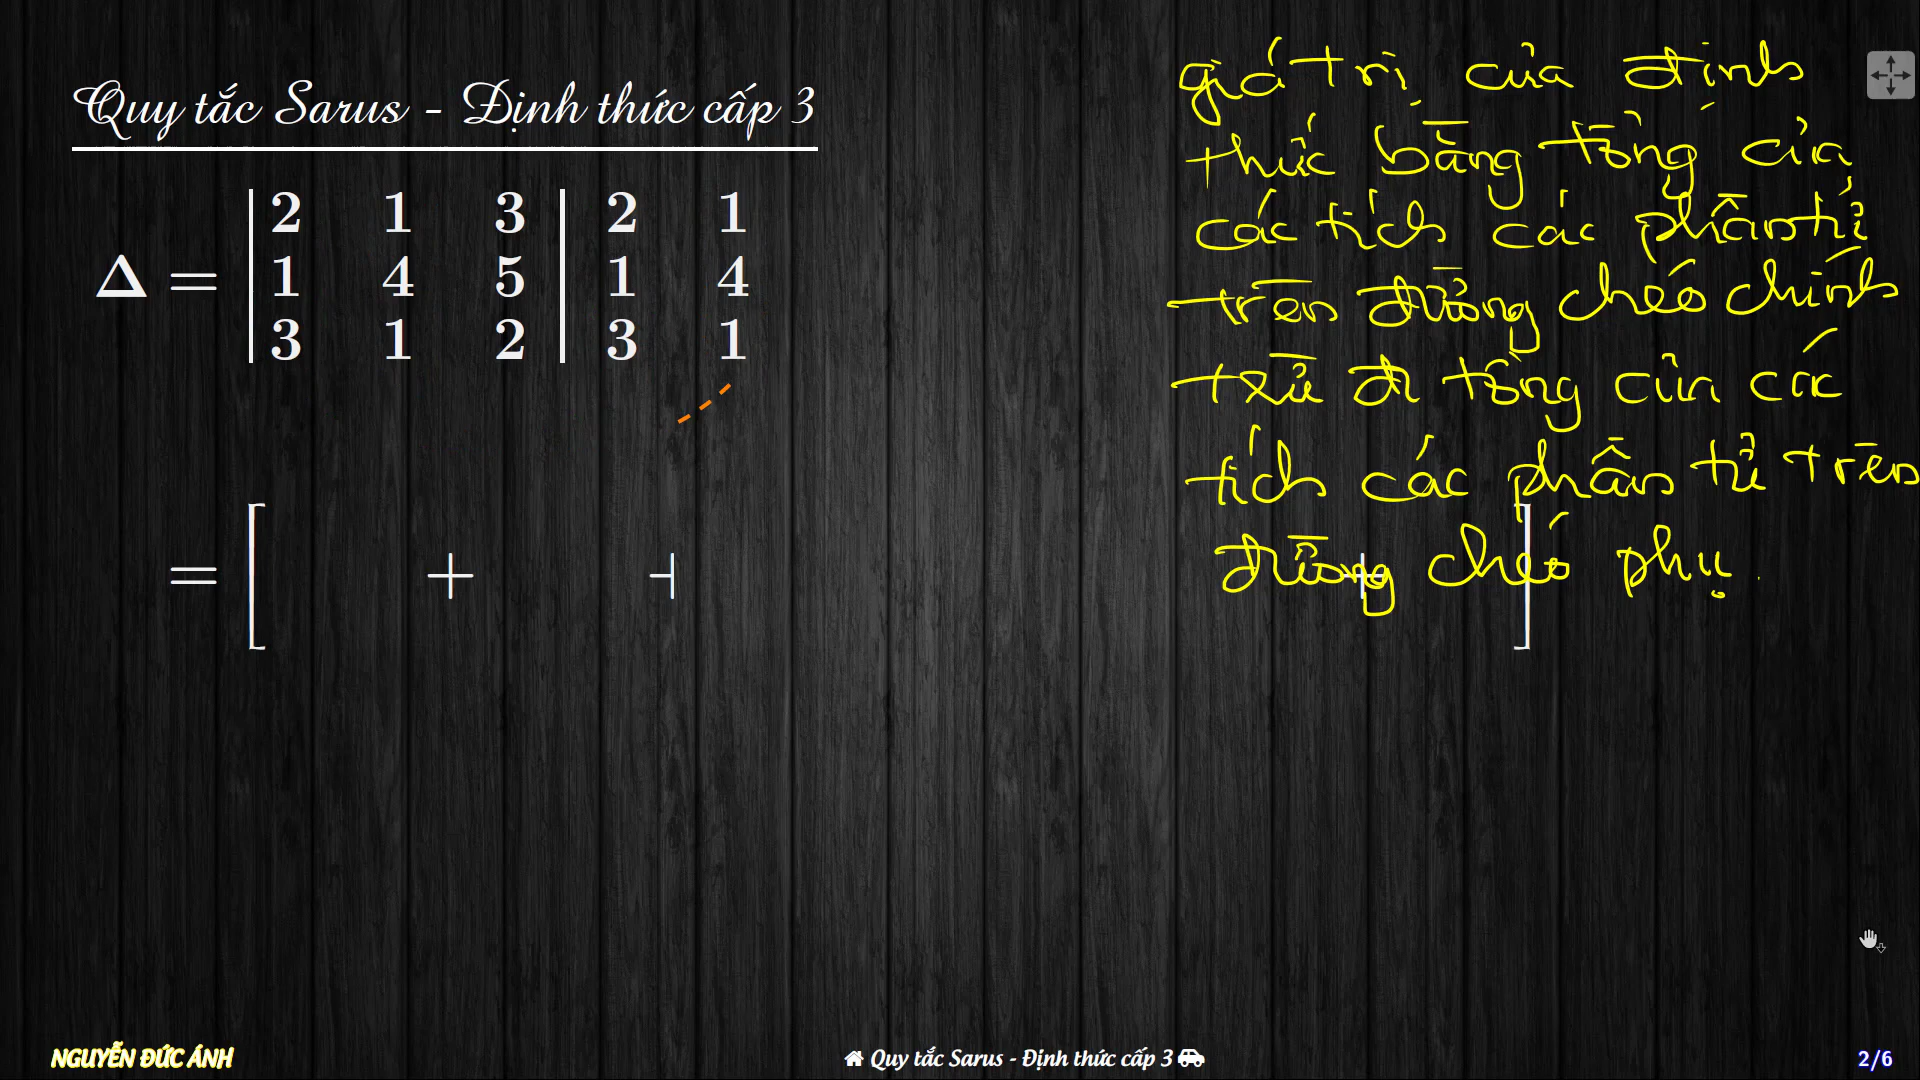 Quy tắc Sarus - Định thức cấp 3
2 1 3 2 1
Δ = 1 4 5 1 4
3 1 2 3 1
= [ + + + ]
giá trị của định
thức bằng tổng của
các tích các phần tử
trên đường chéo chính
trừ đi tổng của các
tích các phần tử trên
đường chéo phụ.
NGUYỄN ĐỨC ÁNH
Quy tắc Sarus - Định thức cấp 3
2/6